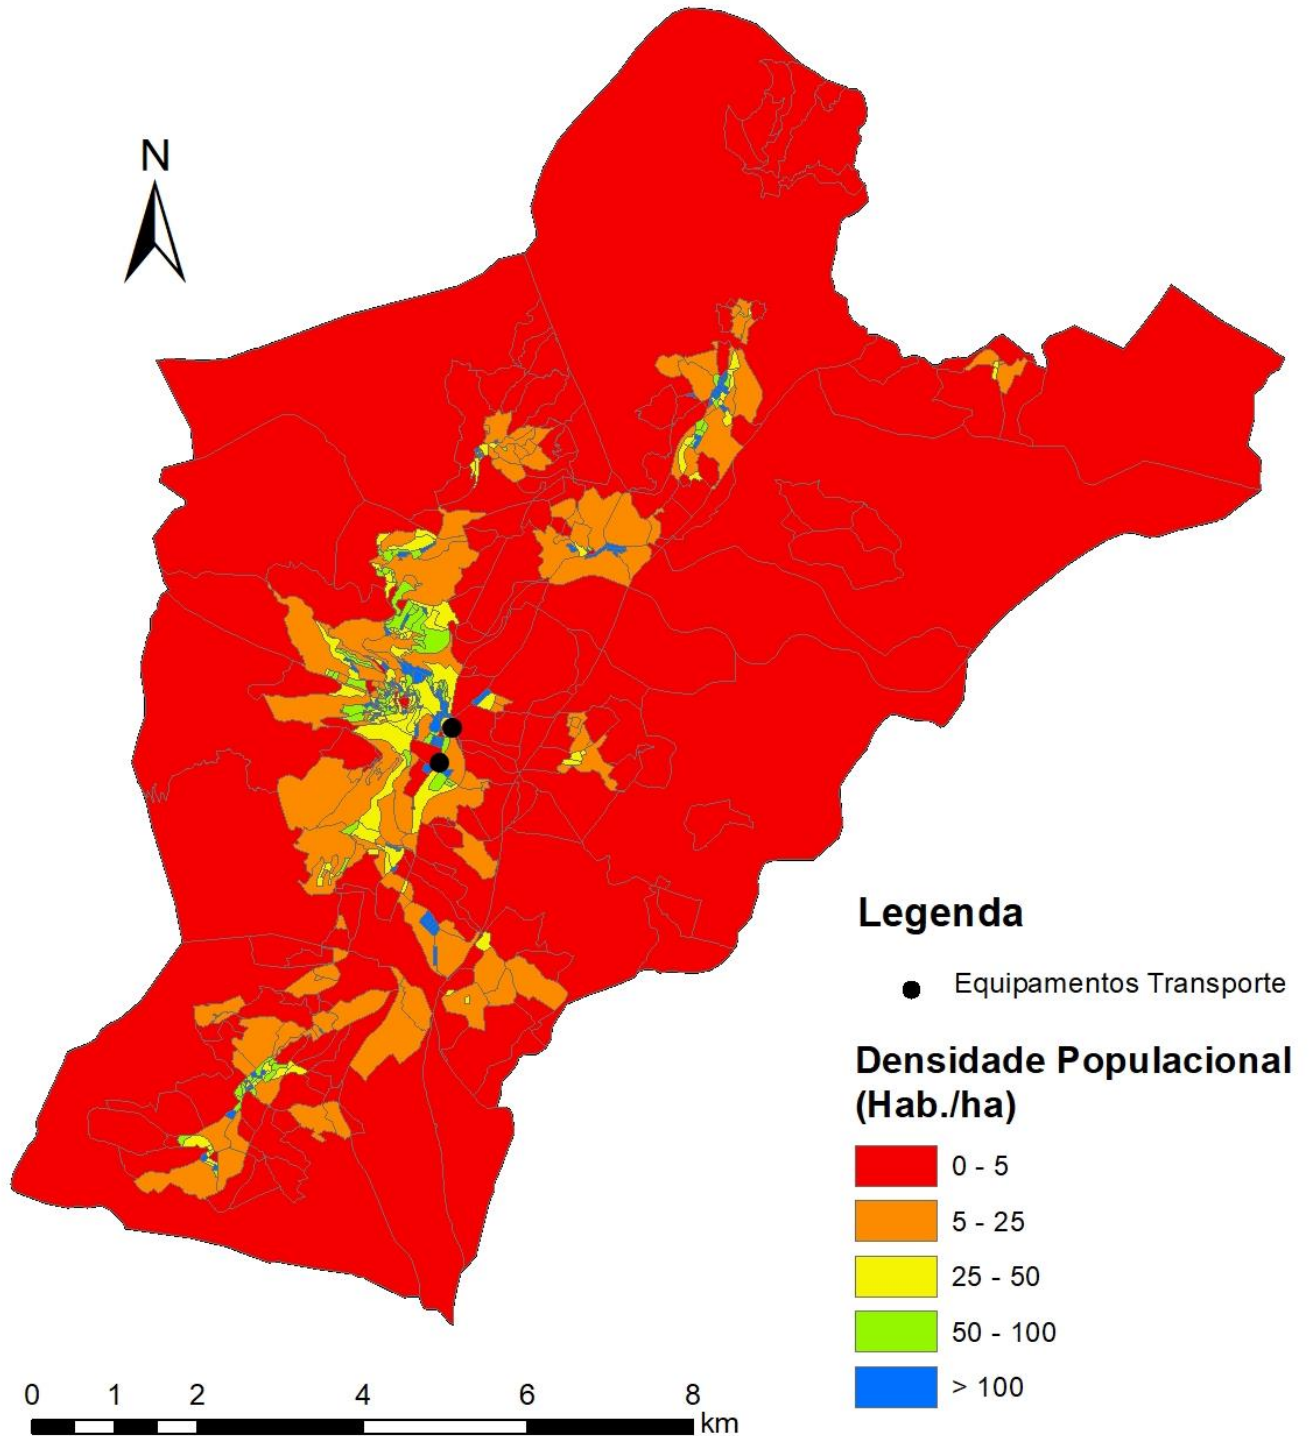 N
Legenda
Equipamentos Transporte
Densidade Populacional
(Hab./ha)
0 - 5
5 - 25
25 - 50
50 - 100
> 100
0 1 2 4 6 8
km